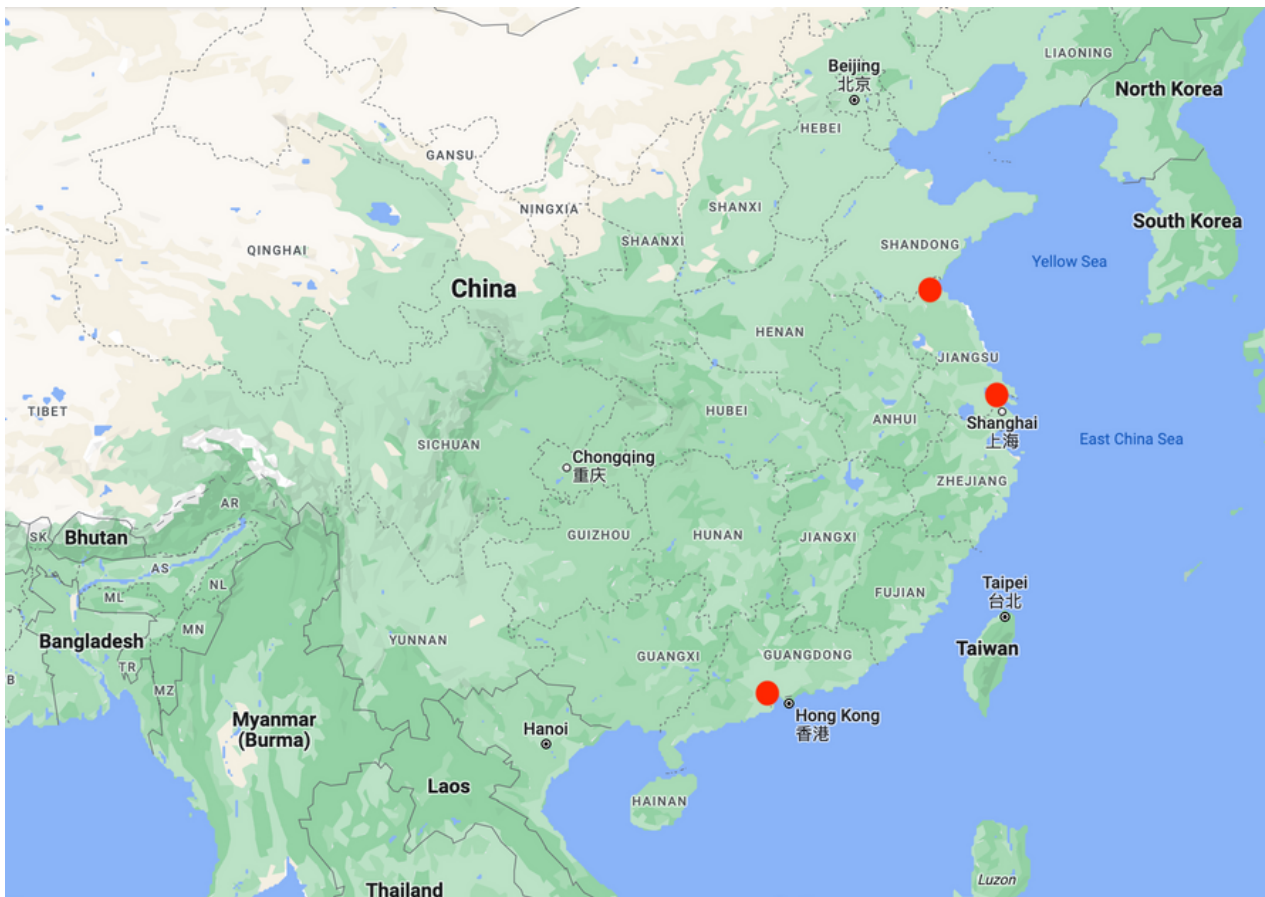 LIAONING
Beijing
北京
North Korea
HEBEI
GANSU
NINGXIA
SHANXI
SHAANXI
SHANDONG
South Korea
QINGHAI
Yellow Sea
China
HENAN
JIANGSU
TIBET
HUBEI
ANHUI
Shanghai
上海
East China Sea
SICHUAN
Chongqing
重庆
ZHEJIANG
AR
SK
Bhutan
GUIZHOU
HUNAN
JIANGXI
AS
NL
ML
Taipei
台北
FUJIAN
MN
Bangladesh
YUNNAN
Taiwan
GUANGXI
GUANGDONG
TR
B
MZ
Myanmar
(Burma)
Hanoi
Hong Kong
香港
Laos
HAINAN
Luzon
Thailand